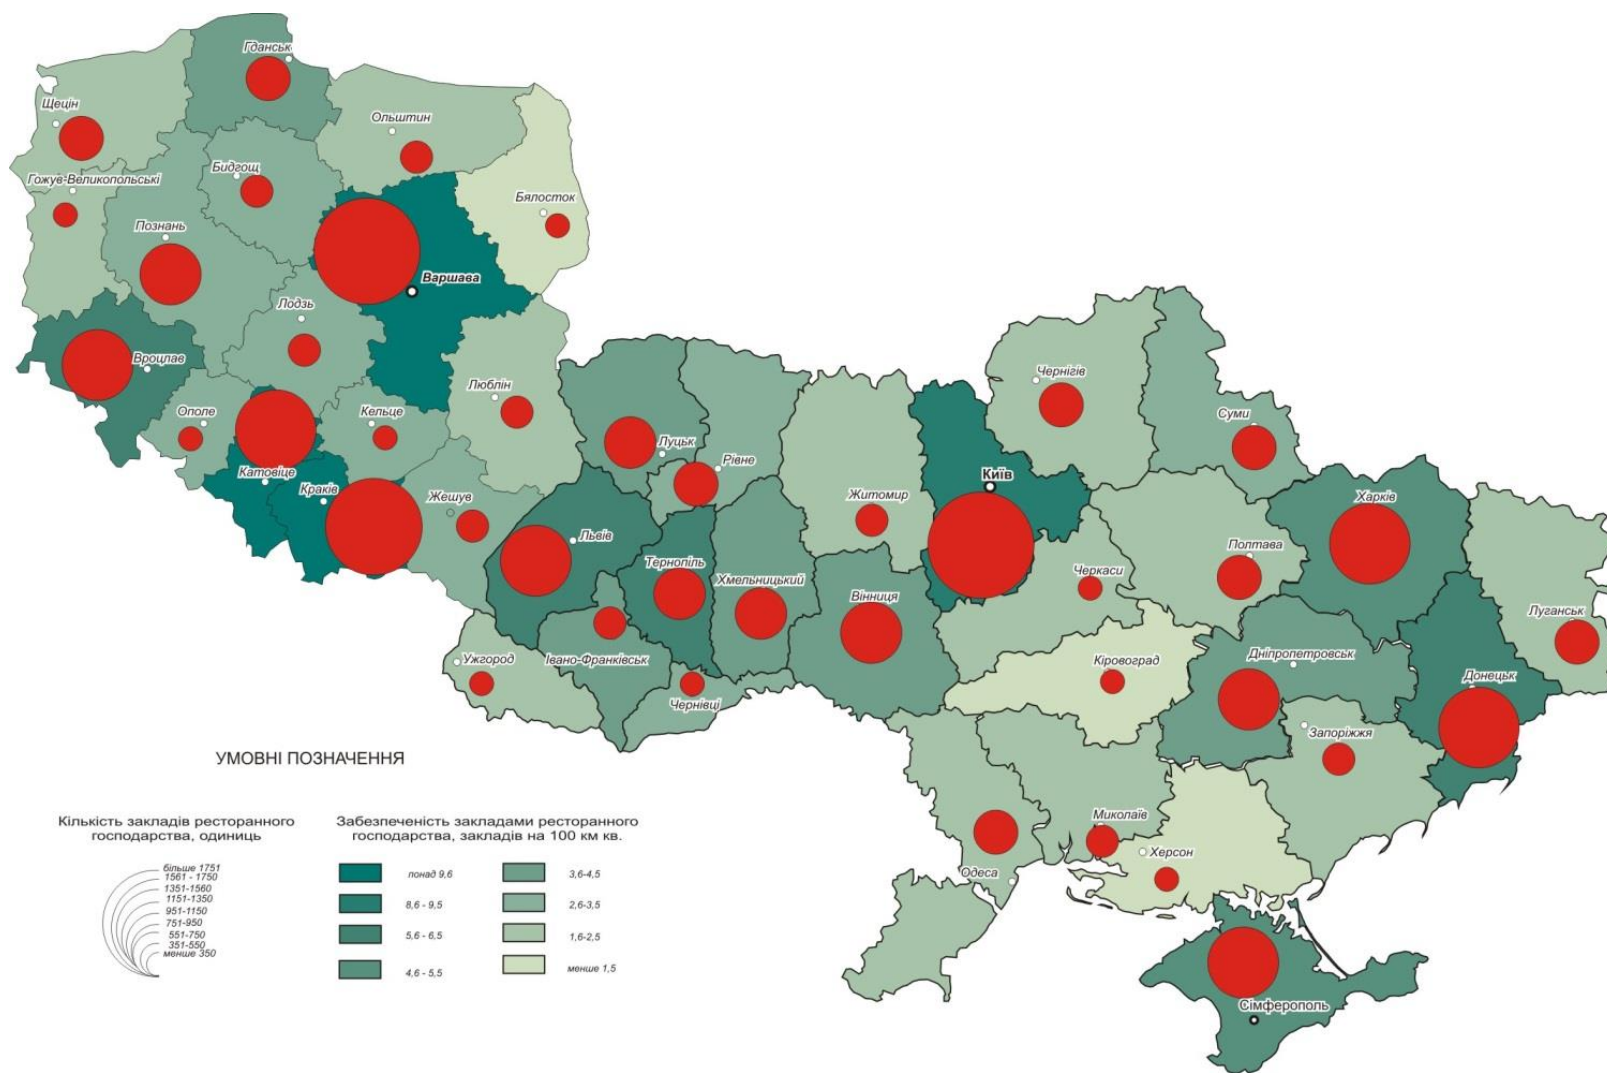 Гданськ
Щецін
Ольштин
Бидгощ
Гожув-Великопольські
Бялосток
Познань
Варшава
Лодзь
Вроцлав
Люблін
Чернігів
Ополе
Кельце
Суми
Луцьк
Рівне
Катовіце
Краків
Жешув
Київ
Житомир
Харків
Львів
Тернопіль
Хмельницький
Полтава
Черкаси
Вінниця
Луганськ
Ужгород
Івано-Франківськ
Кіровоград
Дніпропетровськ
Донецьк
Чернівці
Запоріжжя
Миколаїв
Херсон
Одеса
Сімферополь
УМОВНІ ПОЗНАЧЕННЯ
Кількість закладів ресторанного
господарства, одиниць
більше 1751
1561 - 1750
1351-1560
1151-1350
951-1150
751-950
551-750
351-550
менше 350
Забезпеченість закладами ресторанного
господарства, закладів на 100 км кв.
понад 9,6
8,6 - 9,5
5,6 - 6,5
4,6 - 5,5
3,6-4,5
2,6-3,5
1,6-2,5
менше 1,5